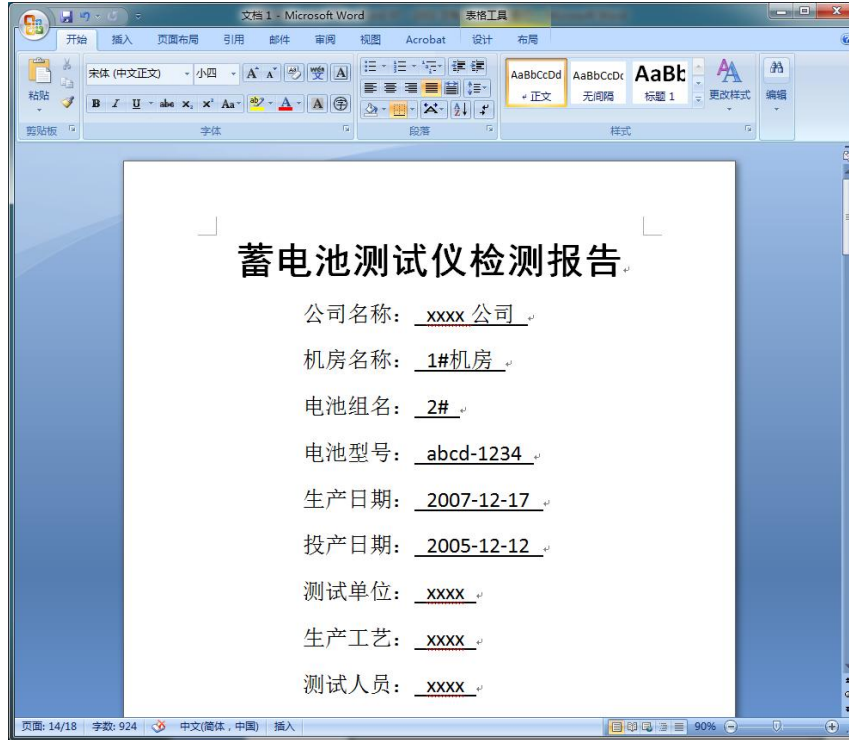 文档 1 - Microsoft Word
表格工具
开始 插入 页面布局 引用 邮件 审阅 视图 Acrobat 设计 布局
宋体 (中文正文) 小四
粘贴
AaBbCcDd AaBbCcDc AaBb
正文 无间隔 标题 1
更改样式 编辑
剪贴板 字体 段落 样式
蓄电池测试仪检测报告
公司名称： xxxx 公司
机房名称： 1#机房
电池组名： 2#
电池型号： abcd-1234
生产日期： 2007-12-17
投产日期： 2005-12-12
测试单位： xxxx
生产工艺： xxxx
测试人员： xxxx
页面: 14/18 字数: 924 中文(简体，中国) 插入 90%